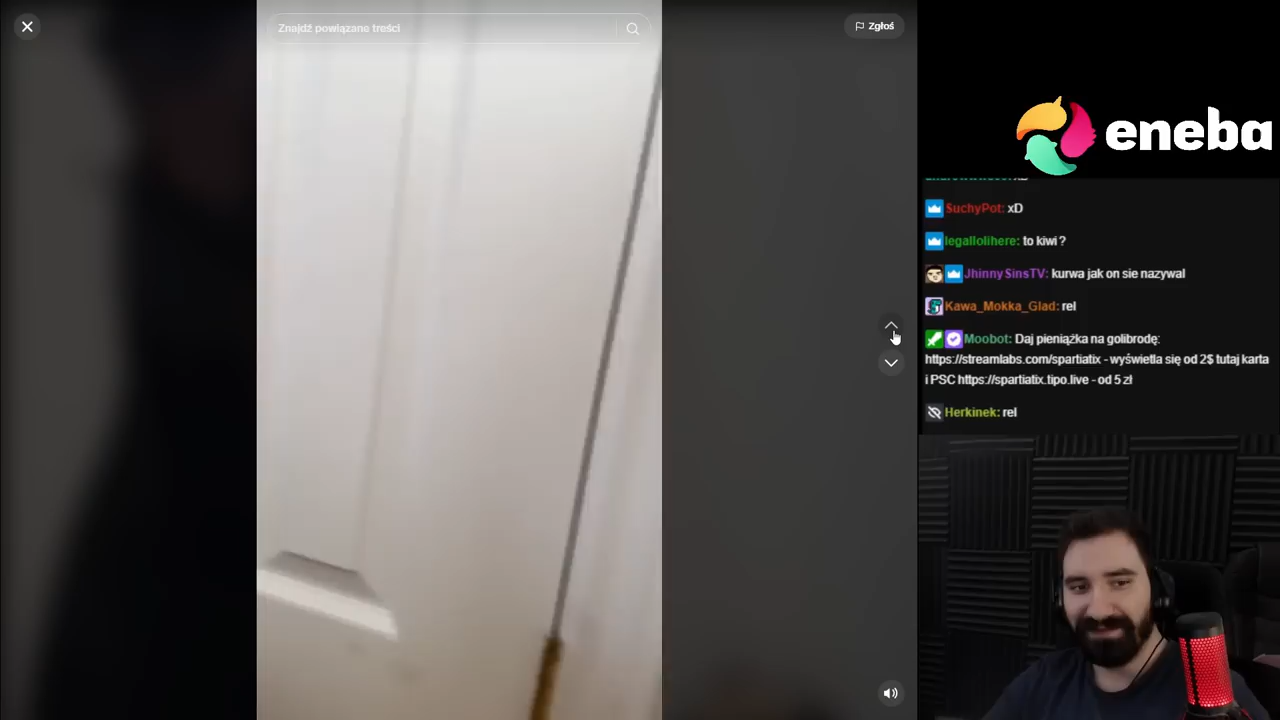 Znajdź powiązane treści
Zgłoś
eneba
SuchyPot: xD
legallolihere: to kiwi ?
JhinnySinsTV: kurwa jak on sie nazywal
Kawa_Mokka_Glad: rel
Moobot: Daj pieniążka na golibrodę:
https://streamlabs.com/spartiatix - wyświetla się od 2$ tutaj karta
i PSC https://spartiatix.tipo.live - od 5 zł
Herkinek: rel